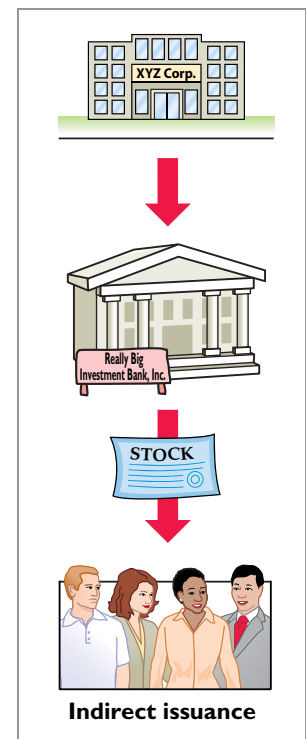 XYZ Corp.
Really Big
Investment Bank, Inc.
STOCK
Indirect issuance